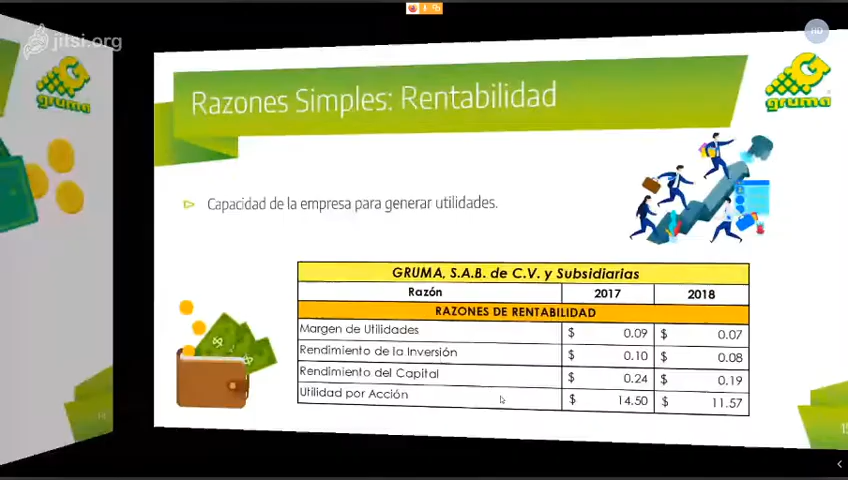 jitsi.org
HD
gruma
gruma
Razones Simples: Rentabilidad
Capacidad de la empresa para generar utilidades.
GRUMA, S.A.B. de C.V. y Subsidiarias
Razón 2017 2018
RAZONES DE RENTABILIDAD
Margen de Utilidades $ 0.09 $ 0.07
Rendimiento de la Inversión $ 0.10 $ 0.08
Rendimiento del Capital $ 0.24 $ 0.19
Utilidad por Acción $ 14.50 $ 11.57